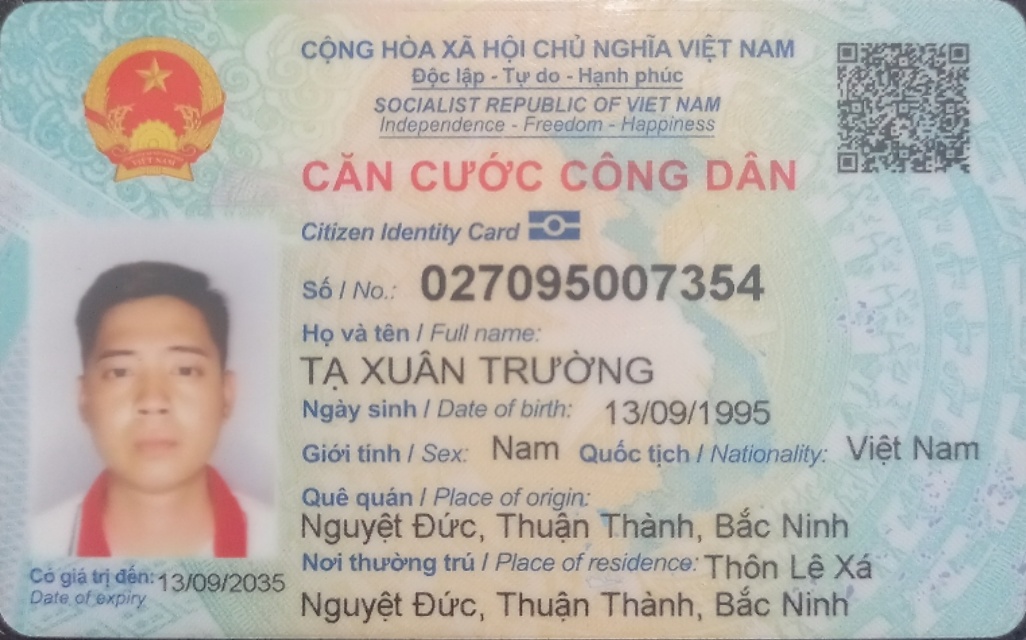 CỘNG HÒA XÃ HỘI CHỦ NGHĨA VIỆT NAM
Độc lập - Tự do - Hạnh phúc
SOCIALIST REPUBLIC OF VIET NAM
Independence - Freedom - Happiness
CĂN CƯỚC CÔNG DÂN
Citizen Identity Card
Số / No.: 027095007354
Họ và tên / Full name:
TẠ XUÂN TRƯỜNG
Ngày sinh / Date of birth: 13/09/1995
Giới tính / Sex: Nam Quốc tịch / Nationality: Việt Nam
Quê quán / Place of origin:
Nguyệt Đức, Thuận Thành, Bắc Ninh
Nơi thường trú / Place of residence: Thôn Lệ Xá
Nguyệt Đức, Thuận Thành, Bắc Ninh
Có giá trị đến: 13/09/2035
Date of expiry
VIỆT NAM